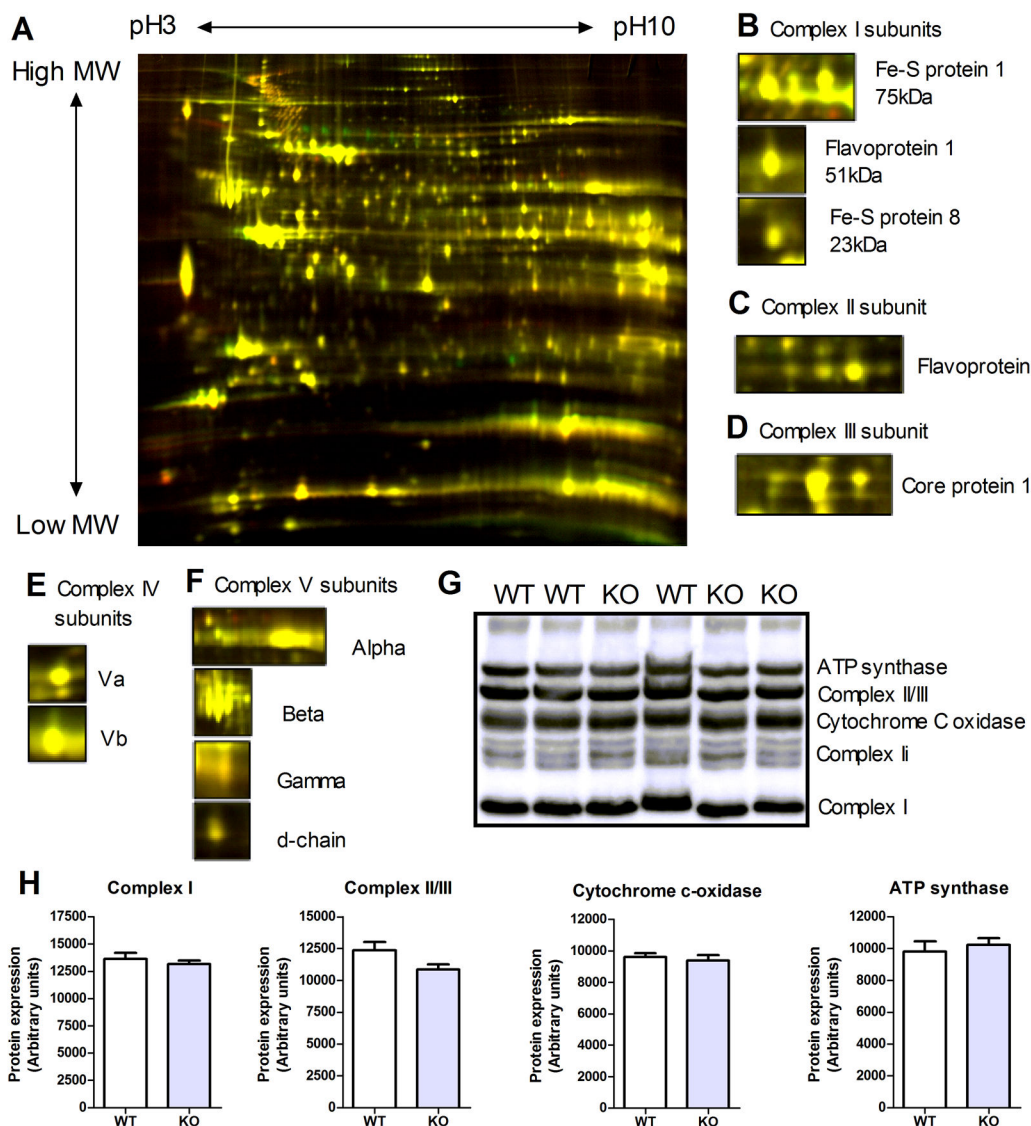 A
pH3
pH10
High MW
Low MW
B Complex I subunits
Fe-S protein 1
75kDa
Flavoprotein 1
51kDa
Fe-S protein 8
23kDa
C Complex II subunit
Flavoprotein
D Complex III subunit
Core protein 1
E Complex IV
subunits
Va
Vb
F Complex V subunits
Alpha
Beta
Gamma
d-chain
G
WT WT KO WT KO KO
ATP synthase
Complex II/III
Cytochrome C oxidase
Complex Ii
Complex I
H
Complex I
Protein expression
(Arbitrary units)
17500
15000
12500
10000
7500
5000
2500
0
WT KO
Complex II/III
Protein expression
(Arbitrary units)
15000
12500
10000
7500
5000
2500
0
WT KO
Cytochrome c-oxidase
Protein expression
(Arbitrary units)
12000
10000
8000
6000
4000
2000
0
WT KO
ATP synthase
Protein expression
(Arbitrary units)
12000
10000
8000
6000
4000
2000
0
WT KO